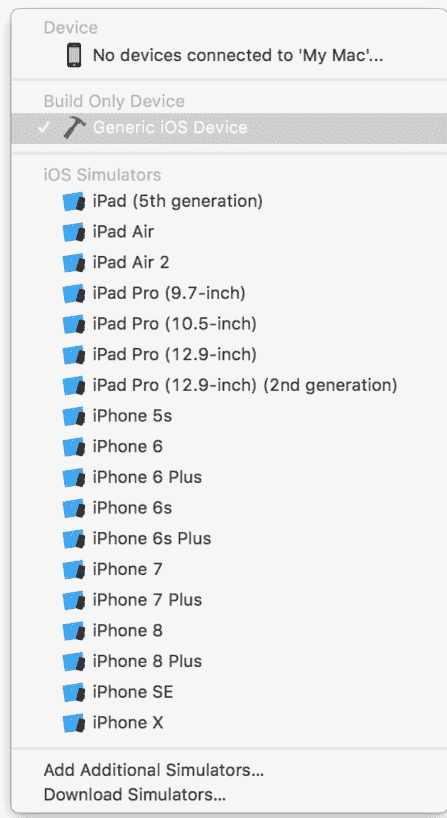 Device
No devices connected to 'My Mac'...
Build Only Device
Generic iOS Device
iOS Simulators
iPad (5th generation)
iPad Air
iPad Air 2
iPad Pro (9.7-inch)
iPad Pro (10.5-inch)
iPad Pro (12.9-inch)
iPad Pro (12.9-inch) (2nd generation)
iPhone 5s
iPhone 6
iPhone 6 Plus
iPhone 6s
iPhone 6s Plus
iPhone 7
iPhone 7 Plus
iPhone 8
iPhone 8 Plus
iPhone SE
iPhone X
Add Additional Simulators...
Download Simulators...